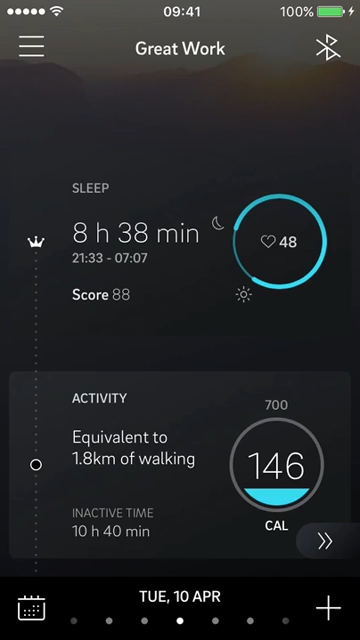 09:41
100%
Great Work
SLEEP
8 h 38 min
21:33 - 07:07
Score 88
48
ACTIVITY
700
Equivalent to
1.8km of walking
146
INACTIVE TIME
10 h 40 min
CAL
TUE, 10 APR